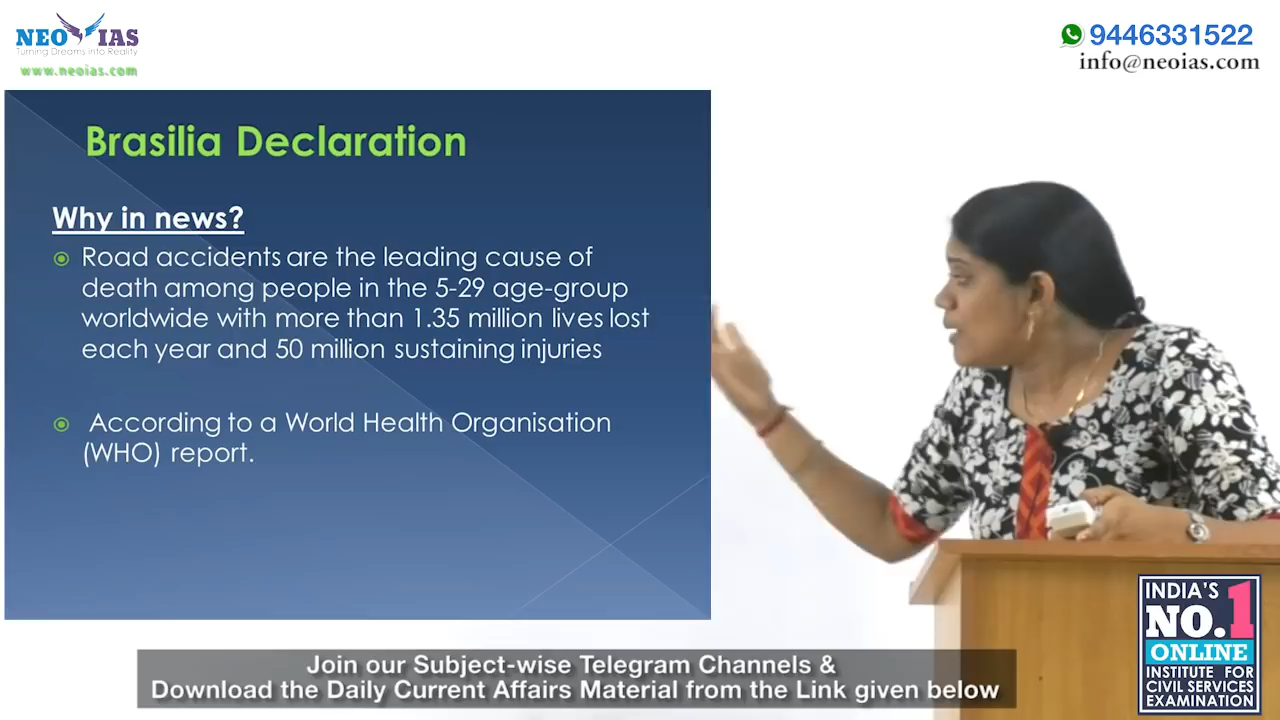 NEO IAS
Turning Dreams into Reality
www.neoias.com
9446331522
info@neoias.com
Brasilia Declaration
Why in news?
Road accidents are the leading cause of
death among people in the 5-29 age-group
worldwide with more than 1.35 million lives lost
each year and 50 million sustaining injuries
According to a World Health Organisation
(WHO) report.
INDIA'S
NO.1
ONLINE
INSTITUTE FOR
CIVIL SERVICES
EXAMINATION
Join our Subject-wise Telegram Channels &
Download the Daily Current Affairs Material from the Link given below